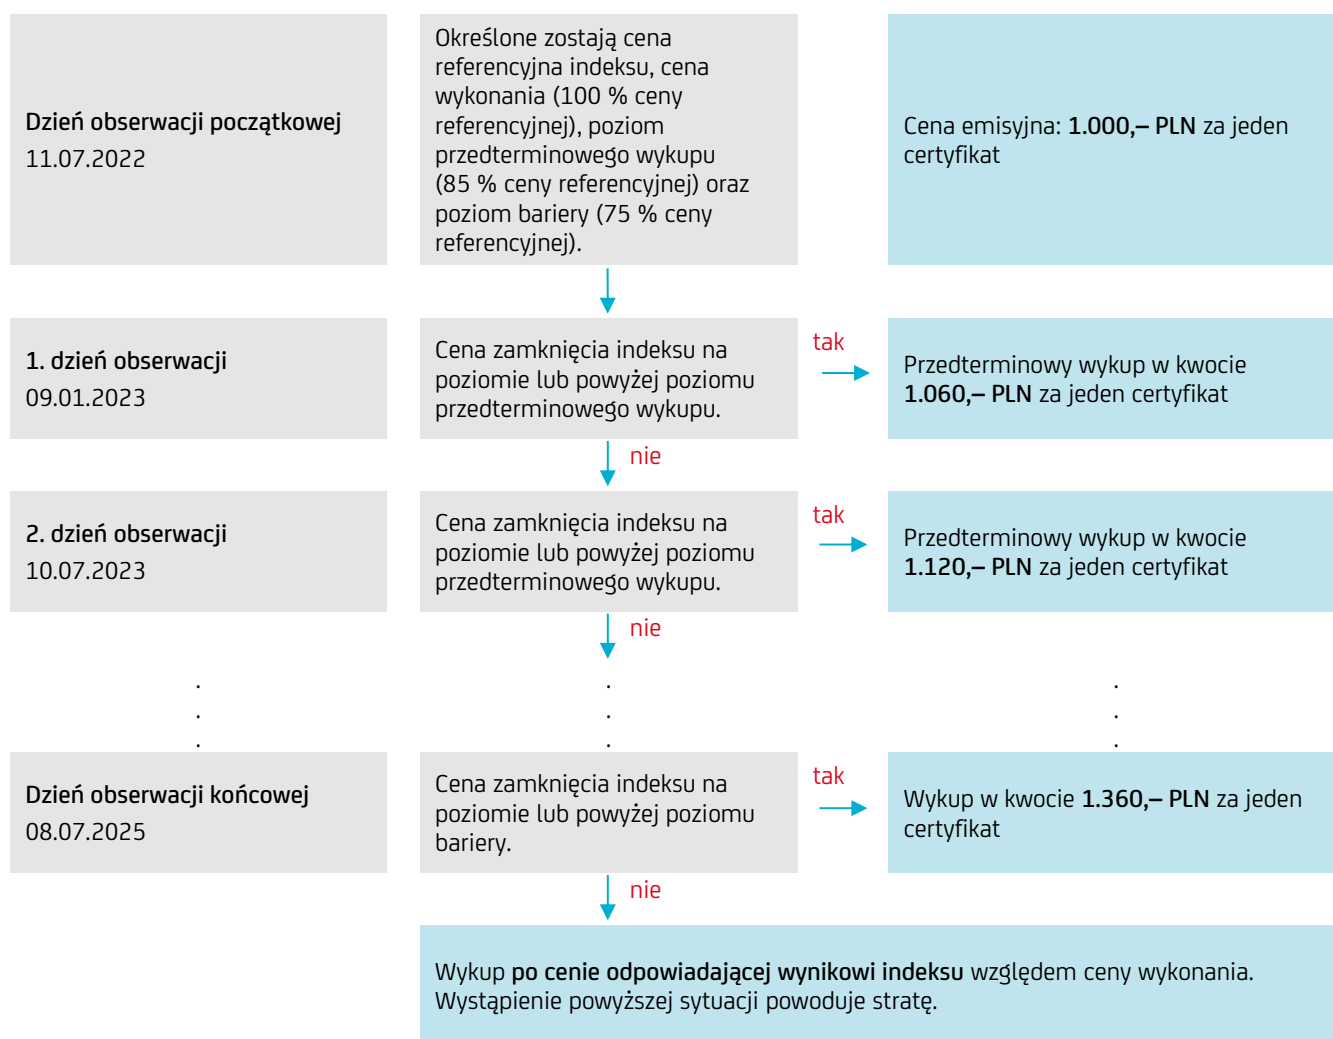 Dzień obserwacji początkowej
11.07.2022
Określone zostają cena
referencyjna indeksu, cena
wykonania (100 % ceny
referencyjnej), poziom
przedterminowego wykupu
(85 % ceny referencyjnej) oraz
poziom bariery (75 % ceny
referencyjnej).
Cena emisyjna: 1.000,– PLN za jeden
certyfikat
1. dzień obserwacji
09.01.2023
Cena zamknięcia indeksu na
poziomie lub powyżej poziomu
przedterminowego wykupu.
tak
Przedterminowy wykup w kwocie
1.060,– PLN za jeden certyfikat
nie
2. dzień obserwacji
10.07.2023
Cena zamknięcia indeksu na
poziomie lub powyżej poziomu
przedterminowego wykupu.
tak
Przedterminowy wykup w kwocie
1.120,– PLN za jeden certyfikat
nie
. . .
. . .
. . .
Dzień obserwacji końcowej
08.07.2025
Cena zamknięcia indeksu na
poziomie lub powyżej poziomu
bariery.
tak
Wykup w kwocie 1.360,– PLN za jeden
certyfikat
nie
Wykup po cenie odpowiadającej wynikowi indeksu względem ceny wykonania.
Wystąpienie powyższej sytuacji powoduje stratę.